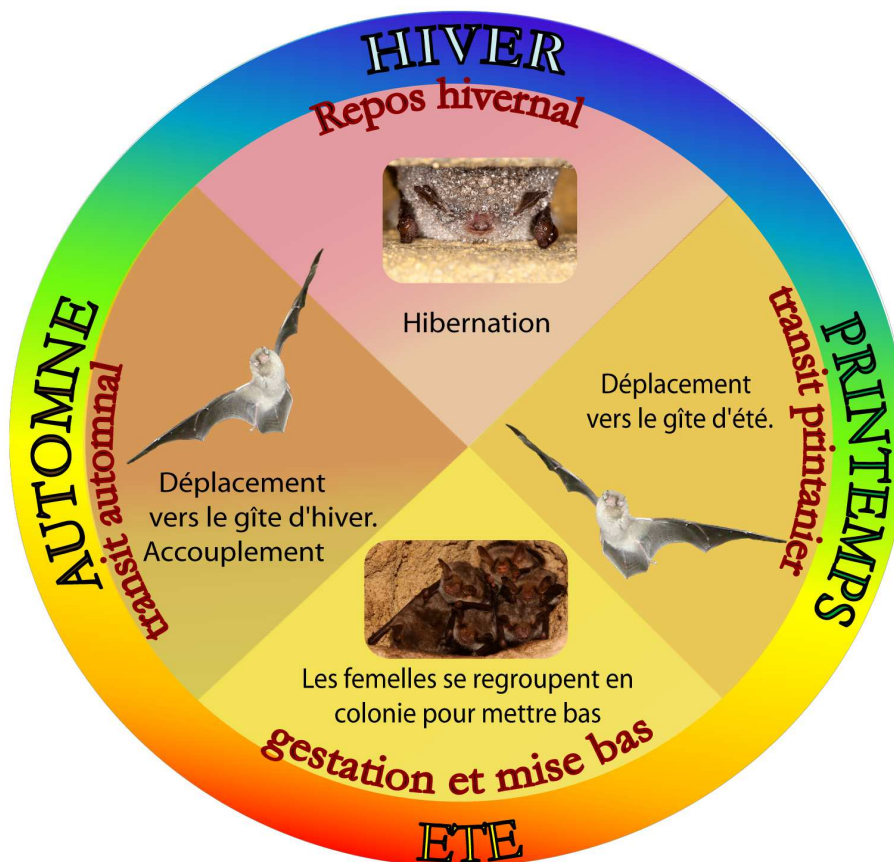 HIVER
Repos hivernal
Hibernation
PRINTEMPS
transit printanier
Déplacement
vers le gîte d'été.
ETE
gestation et mise bas
Les femelles se regroupent en
colonie pour mettre bas
AUTOMNE
transit automnal
Déplacement
vers le gîte d'hiver.
Accouplement